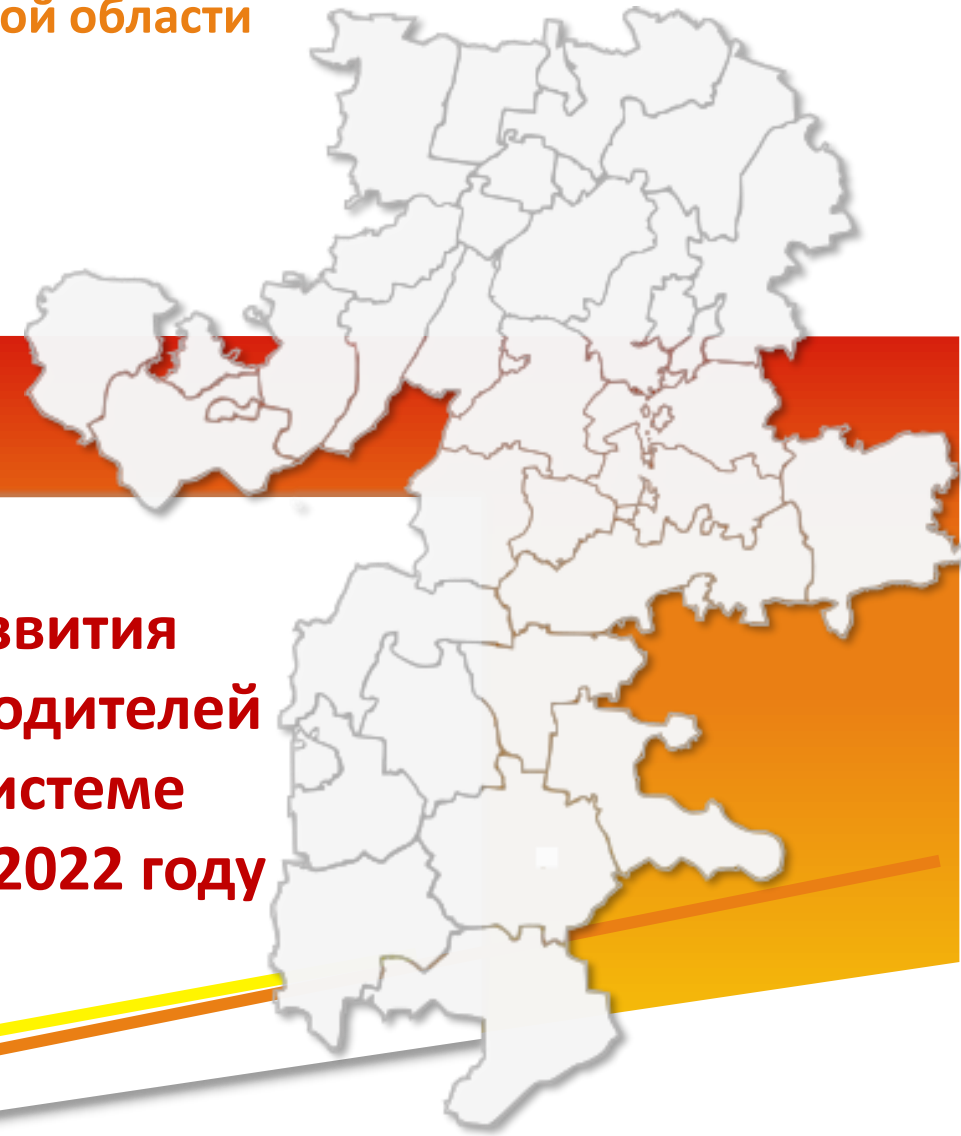 ой области
звития
одителей
истеме
2022 году